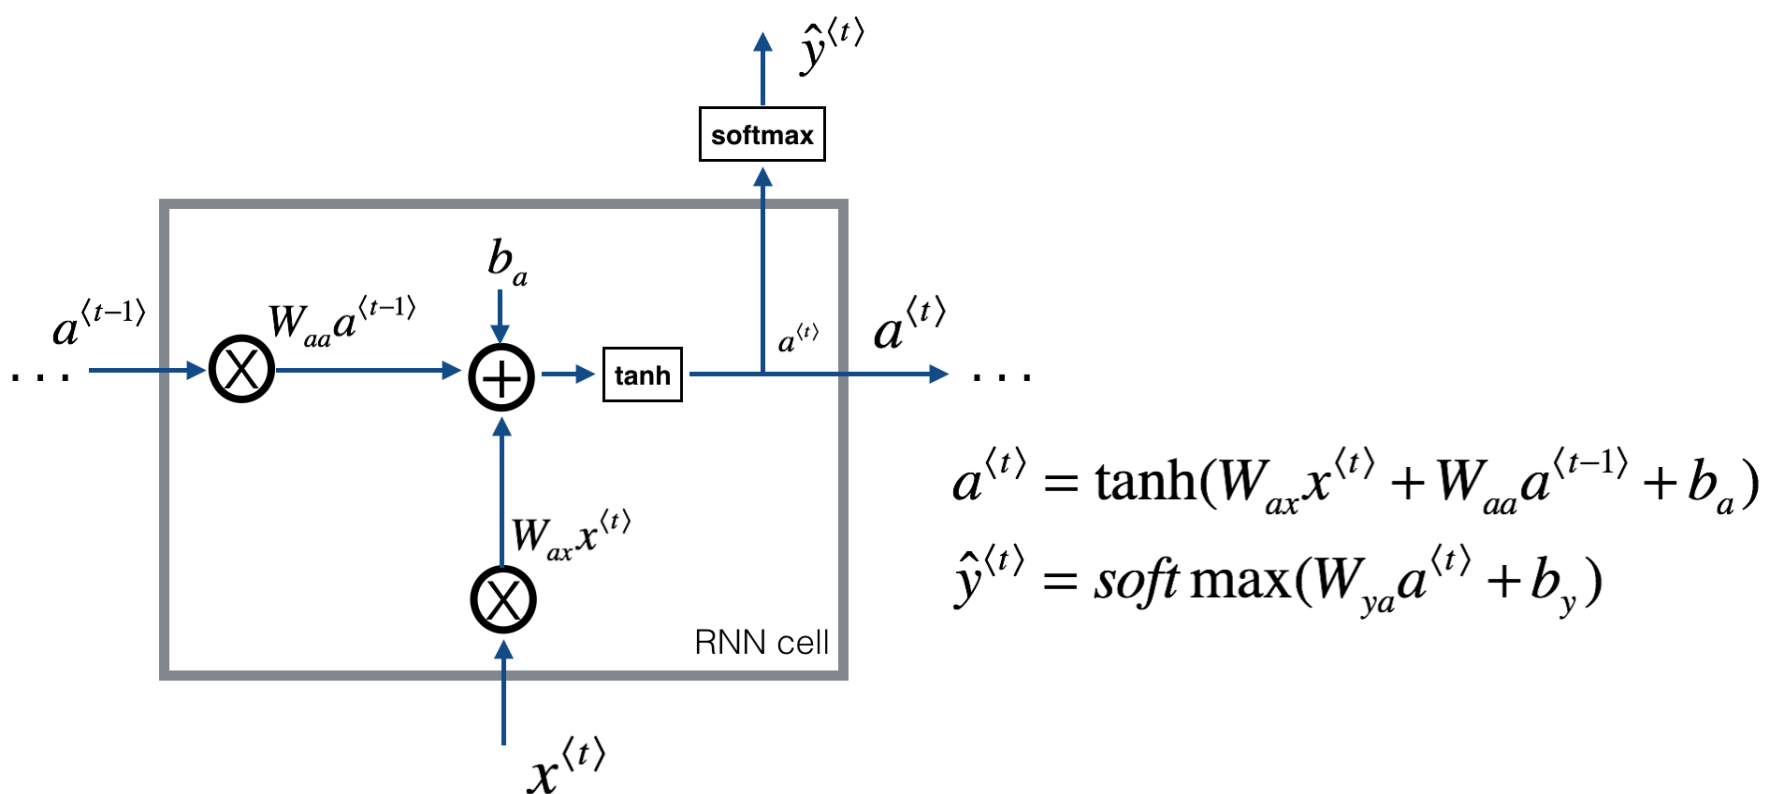 ŷ⟨t⟩
softmax
b_a
a⟨t−1⟩
W_aa a⟨t−1⟩
a⟨t⟩
a⟨t⟩
· · ·
tanh
· · ·
a⟨t⟩ = tanh(W_ax x⟨t⟩ + W_aa a⟨t−1⟩ + b_a)
W_ax x⟨t⟩
ŷ⟨t⟩ = softmax(W_ya a⟨t⟩ + b_y)
RNN cell
x⟨t⟩